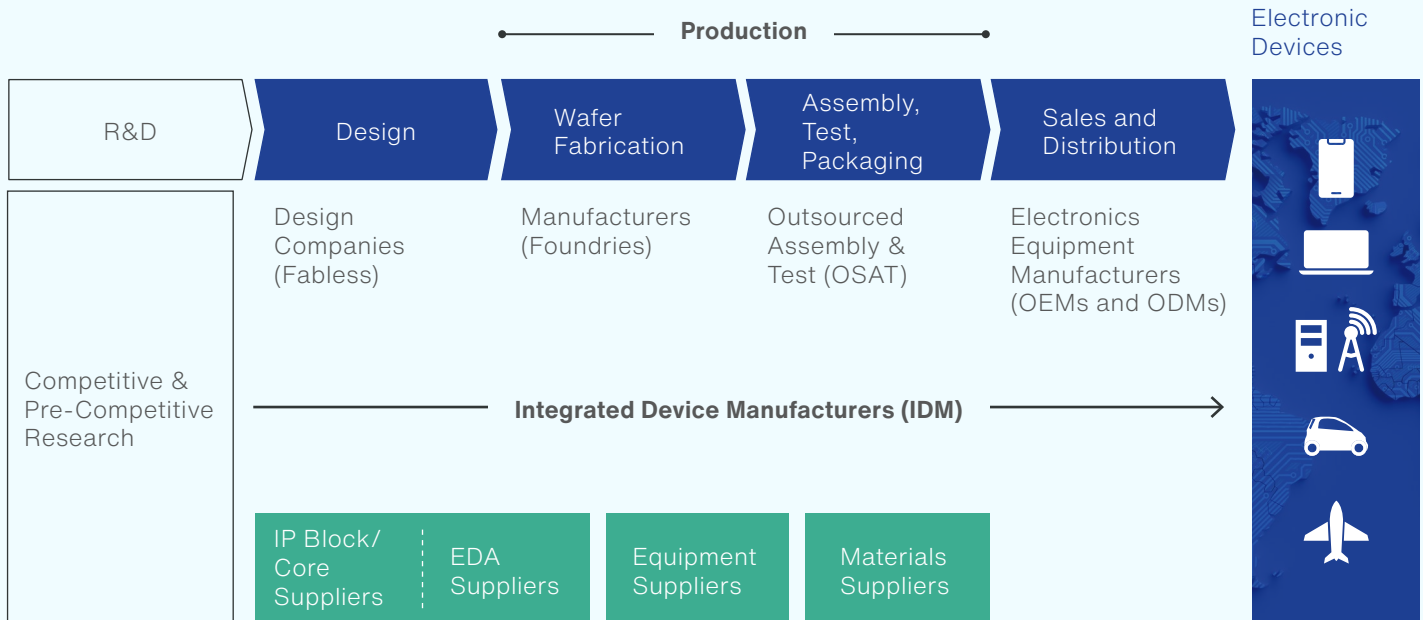 Production
Electronic
Devices
R&D
Design
Wafer
Fabrication
Assembly,
Test,
Packaging
Sales and
Distribution
Design
Companies
(Fabless)
Manufacturers
(Foundries)
Outsourced
Assembly &
Test (OSAT)
Electronics
Equipment
Manufacturers
(OEMs and ODMs)
Competitive &
Pre-Competitive
Research
Integrated Device Manufacturers (IDM)
IP Block/
Core
Suppliers
EDA
Suppliers
Equipment
Suppliers
Materials
Suppliers